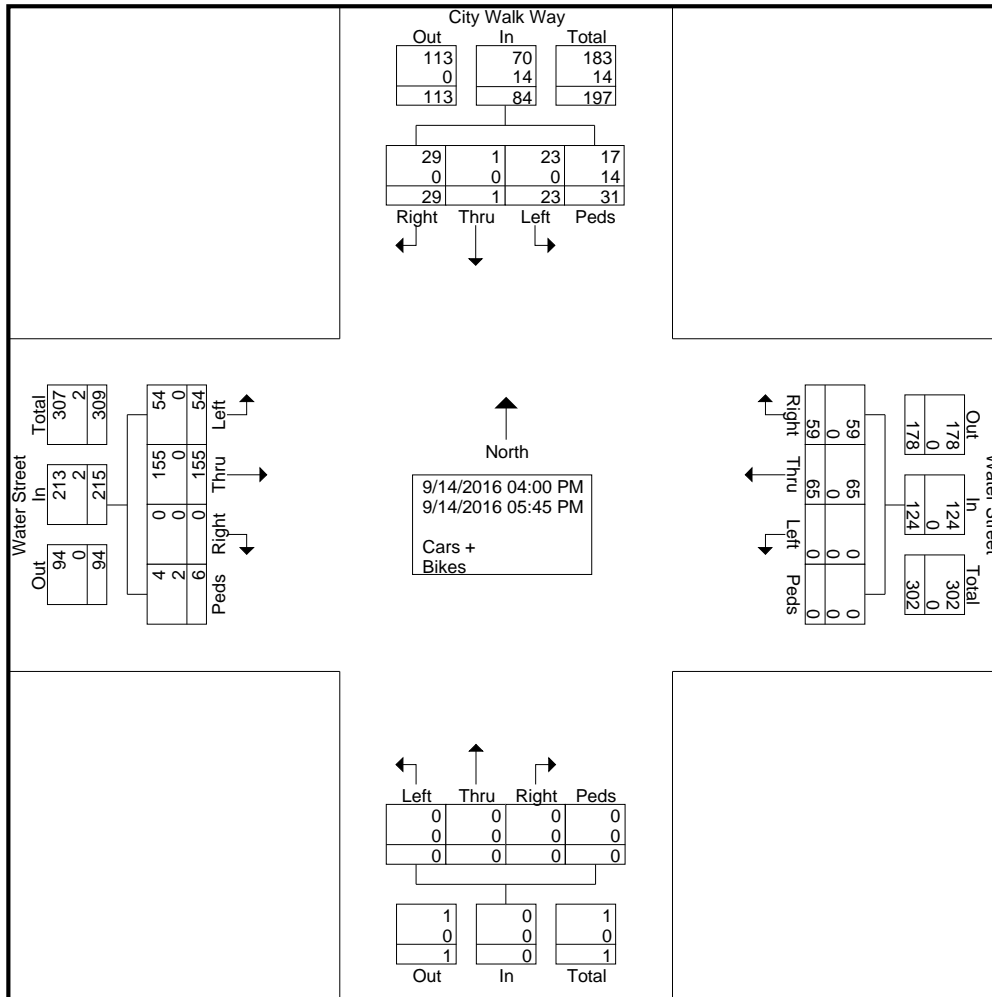 City Walk Way
Out In Total
113 70 183
0 14 14
113 84 197
29 1 23 17
0 0 0 14
29 1 23 31
Right Thru Left Peds
Water Street
Total In Out
307 213 94
2 2 0
309 215 94
54 155 0 4
0 0 0 2
54 155 0 6
Left Thru Right Peds
North
9/14/2016 04:00 PM
9/14/2016 05:45 PM
Cars +
Bikes
Water Street
Out In Total
178 124 302
0 0 0
178 124 302
Right Thru Left Peds
59 65 0 0
0 0 0 0
59 65 0 0
Left Thru Right Peds
0 0 0 0
0 0 0 0
0 0 0 0
1 0 1
0 0 0
1 0 1
Out In Total